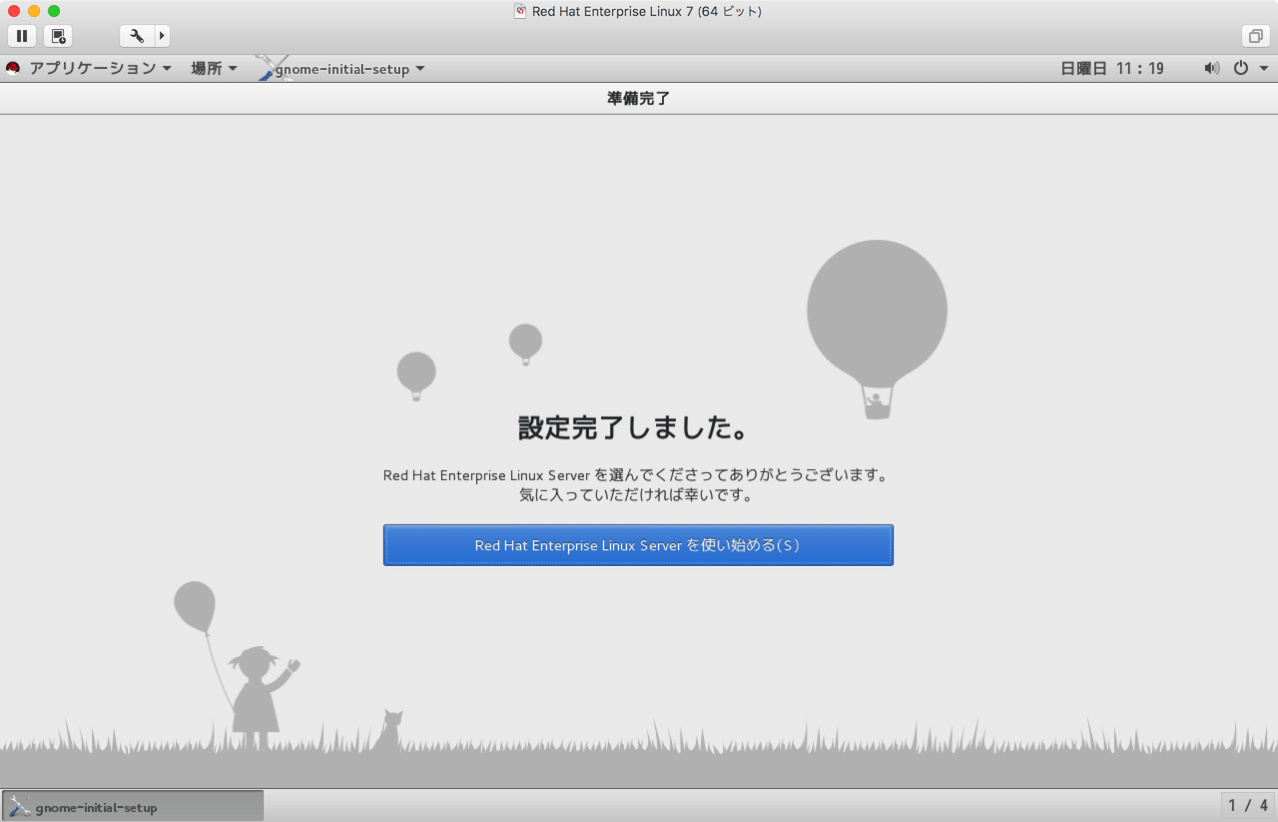 Red Hat Enterprise Linux 7 (64 ビット)
アプリケーション 場所 gnome-initial-setup 日曜日 11：19
準備完了
設定完了しました。
Red Hat Enterprise Linux Server を選んでくださってありがとうございます。
気に入っていただければ幸いです。
Red Hat Enterprise Linux Server を使い始める(S)
gnome-initial-setup 1 / 4